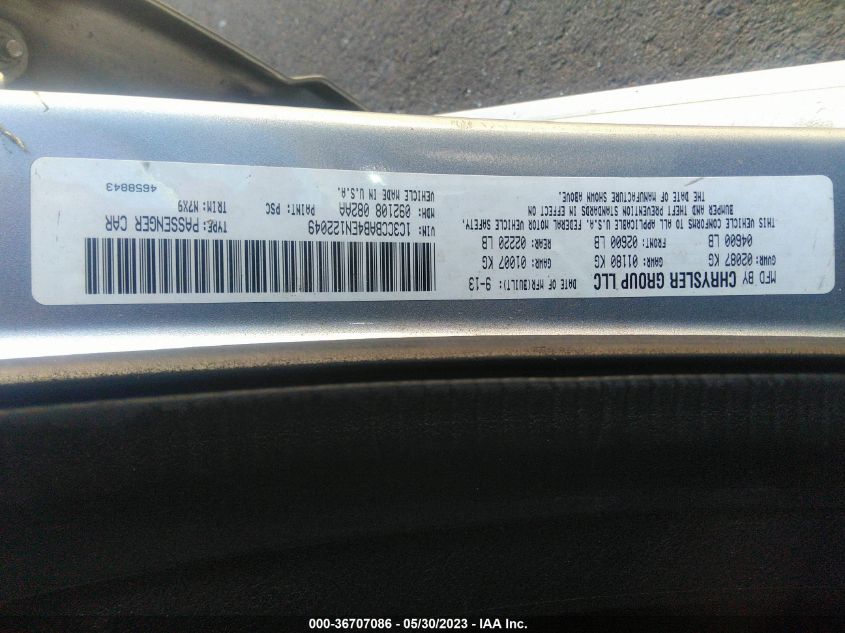 MFD BY CHRYSLER GROUP LLC DATE OF MFR(BUILT): 9-13
GVWR: 02087 KG GAWR: 01180 KG GAWR: 01007 KG
04600 LB FRONT: 02600 LB REAR: 02220 LB
THIS VEHICLE CONFORMS TO ALL APPLICABLE U.S.A. FEDERAL MOTOR VEHICLE SAFETY,
BUMPER AND THEFT PREVENTION STANDARDS IN EFFECT ON
THE DATE OF MANUFACTURE SHOWN ABOVE.
VIN: 1C3CCBAB4EN122049 TYPE: PASSENGER CAR
MDH: 092108 082AA PAINT: PSC TRIM: N7X9
VEHICLE MADE IN U.S.A. 4658843
000-36707086 - 05/30/2023 - IAA Inc.